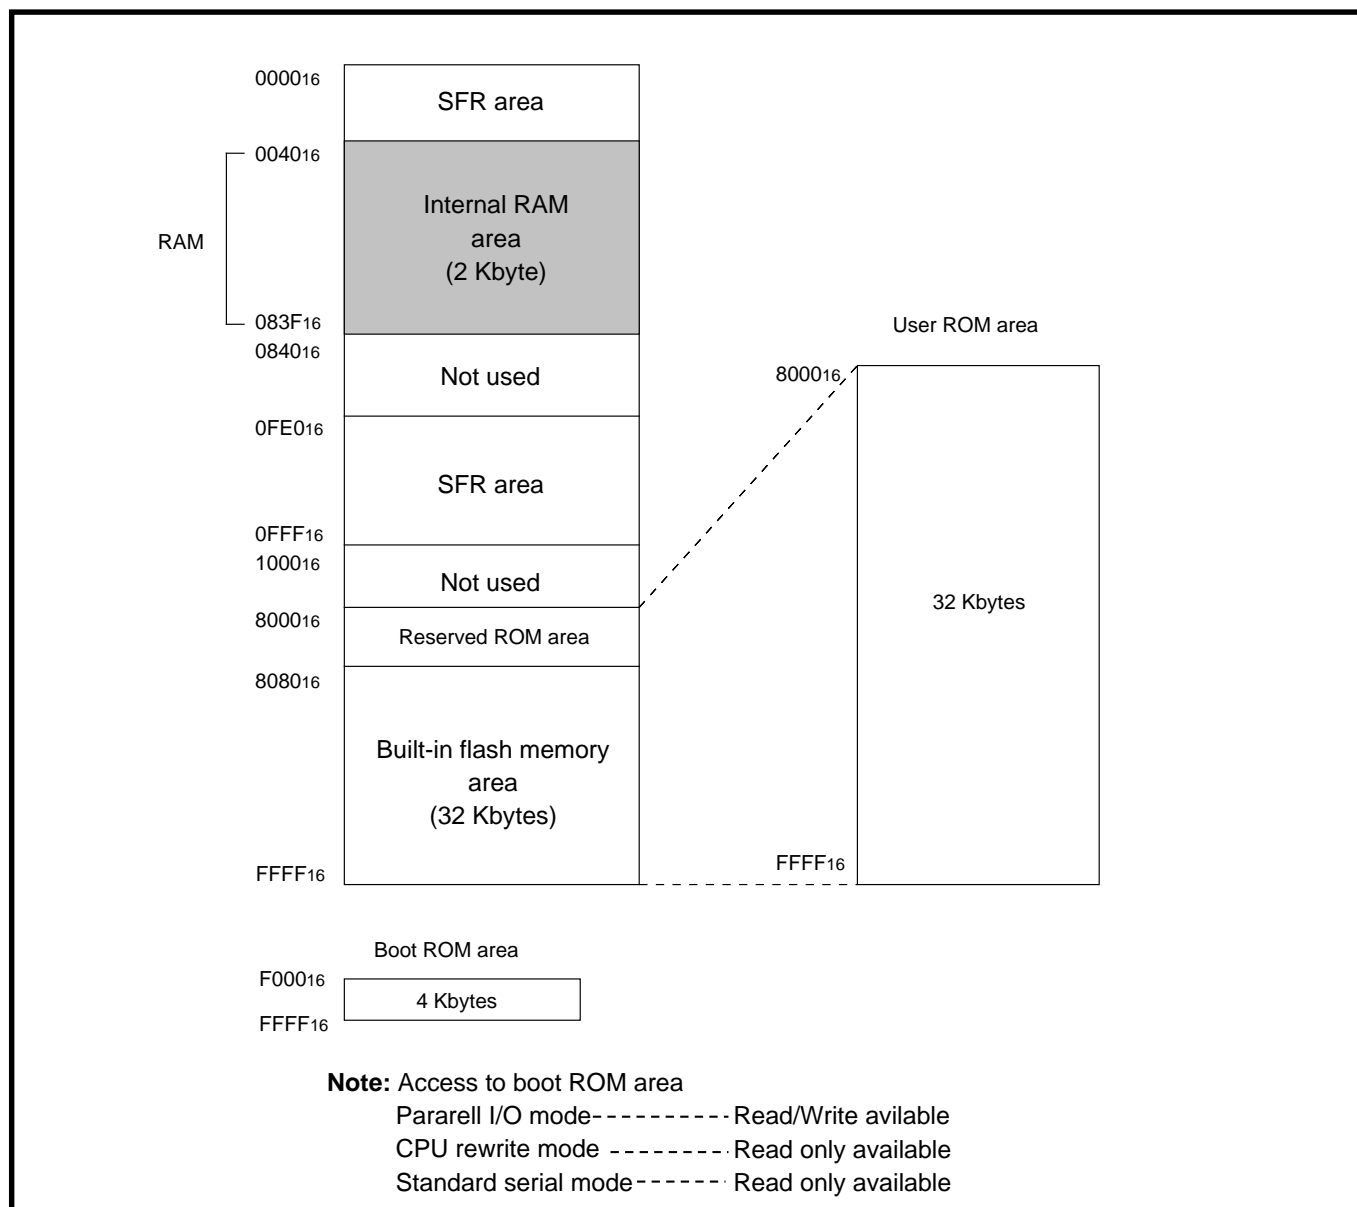 000016
SFR area
004016
Internal RAM
area
(2 Kbyte)
RAM
083F16
084016
Not used
0FE016
SFR area
0FFF16
100016
Not used
800016
Reserved ROM area
808016
Built-in flash memory
area
(32 Kbytes)
FFFF16
User ROM area
800016
32 Kbytes
FFFF16
Boot ROM area
F00016
4 Kbytes
FFFF16
Note: Access to boot ROM area
Pararell I/O mode Read/Write avilable
CPU rewrite mode Read only available
Standard serial mode Read only available